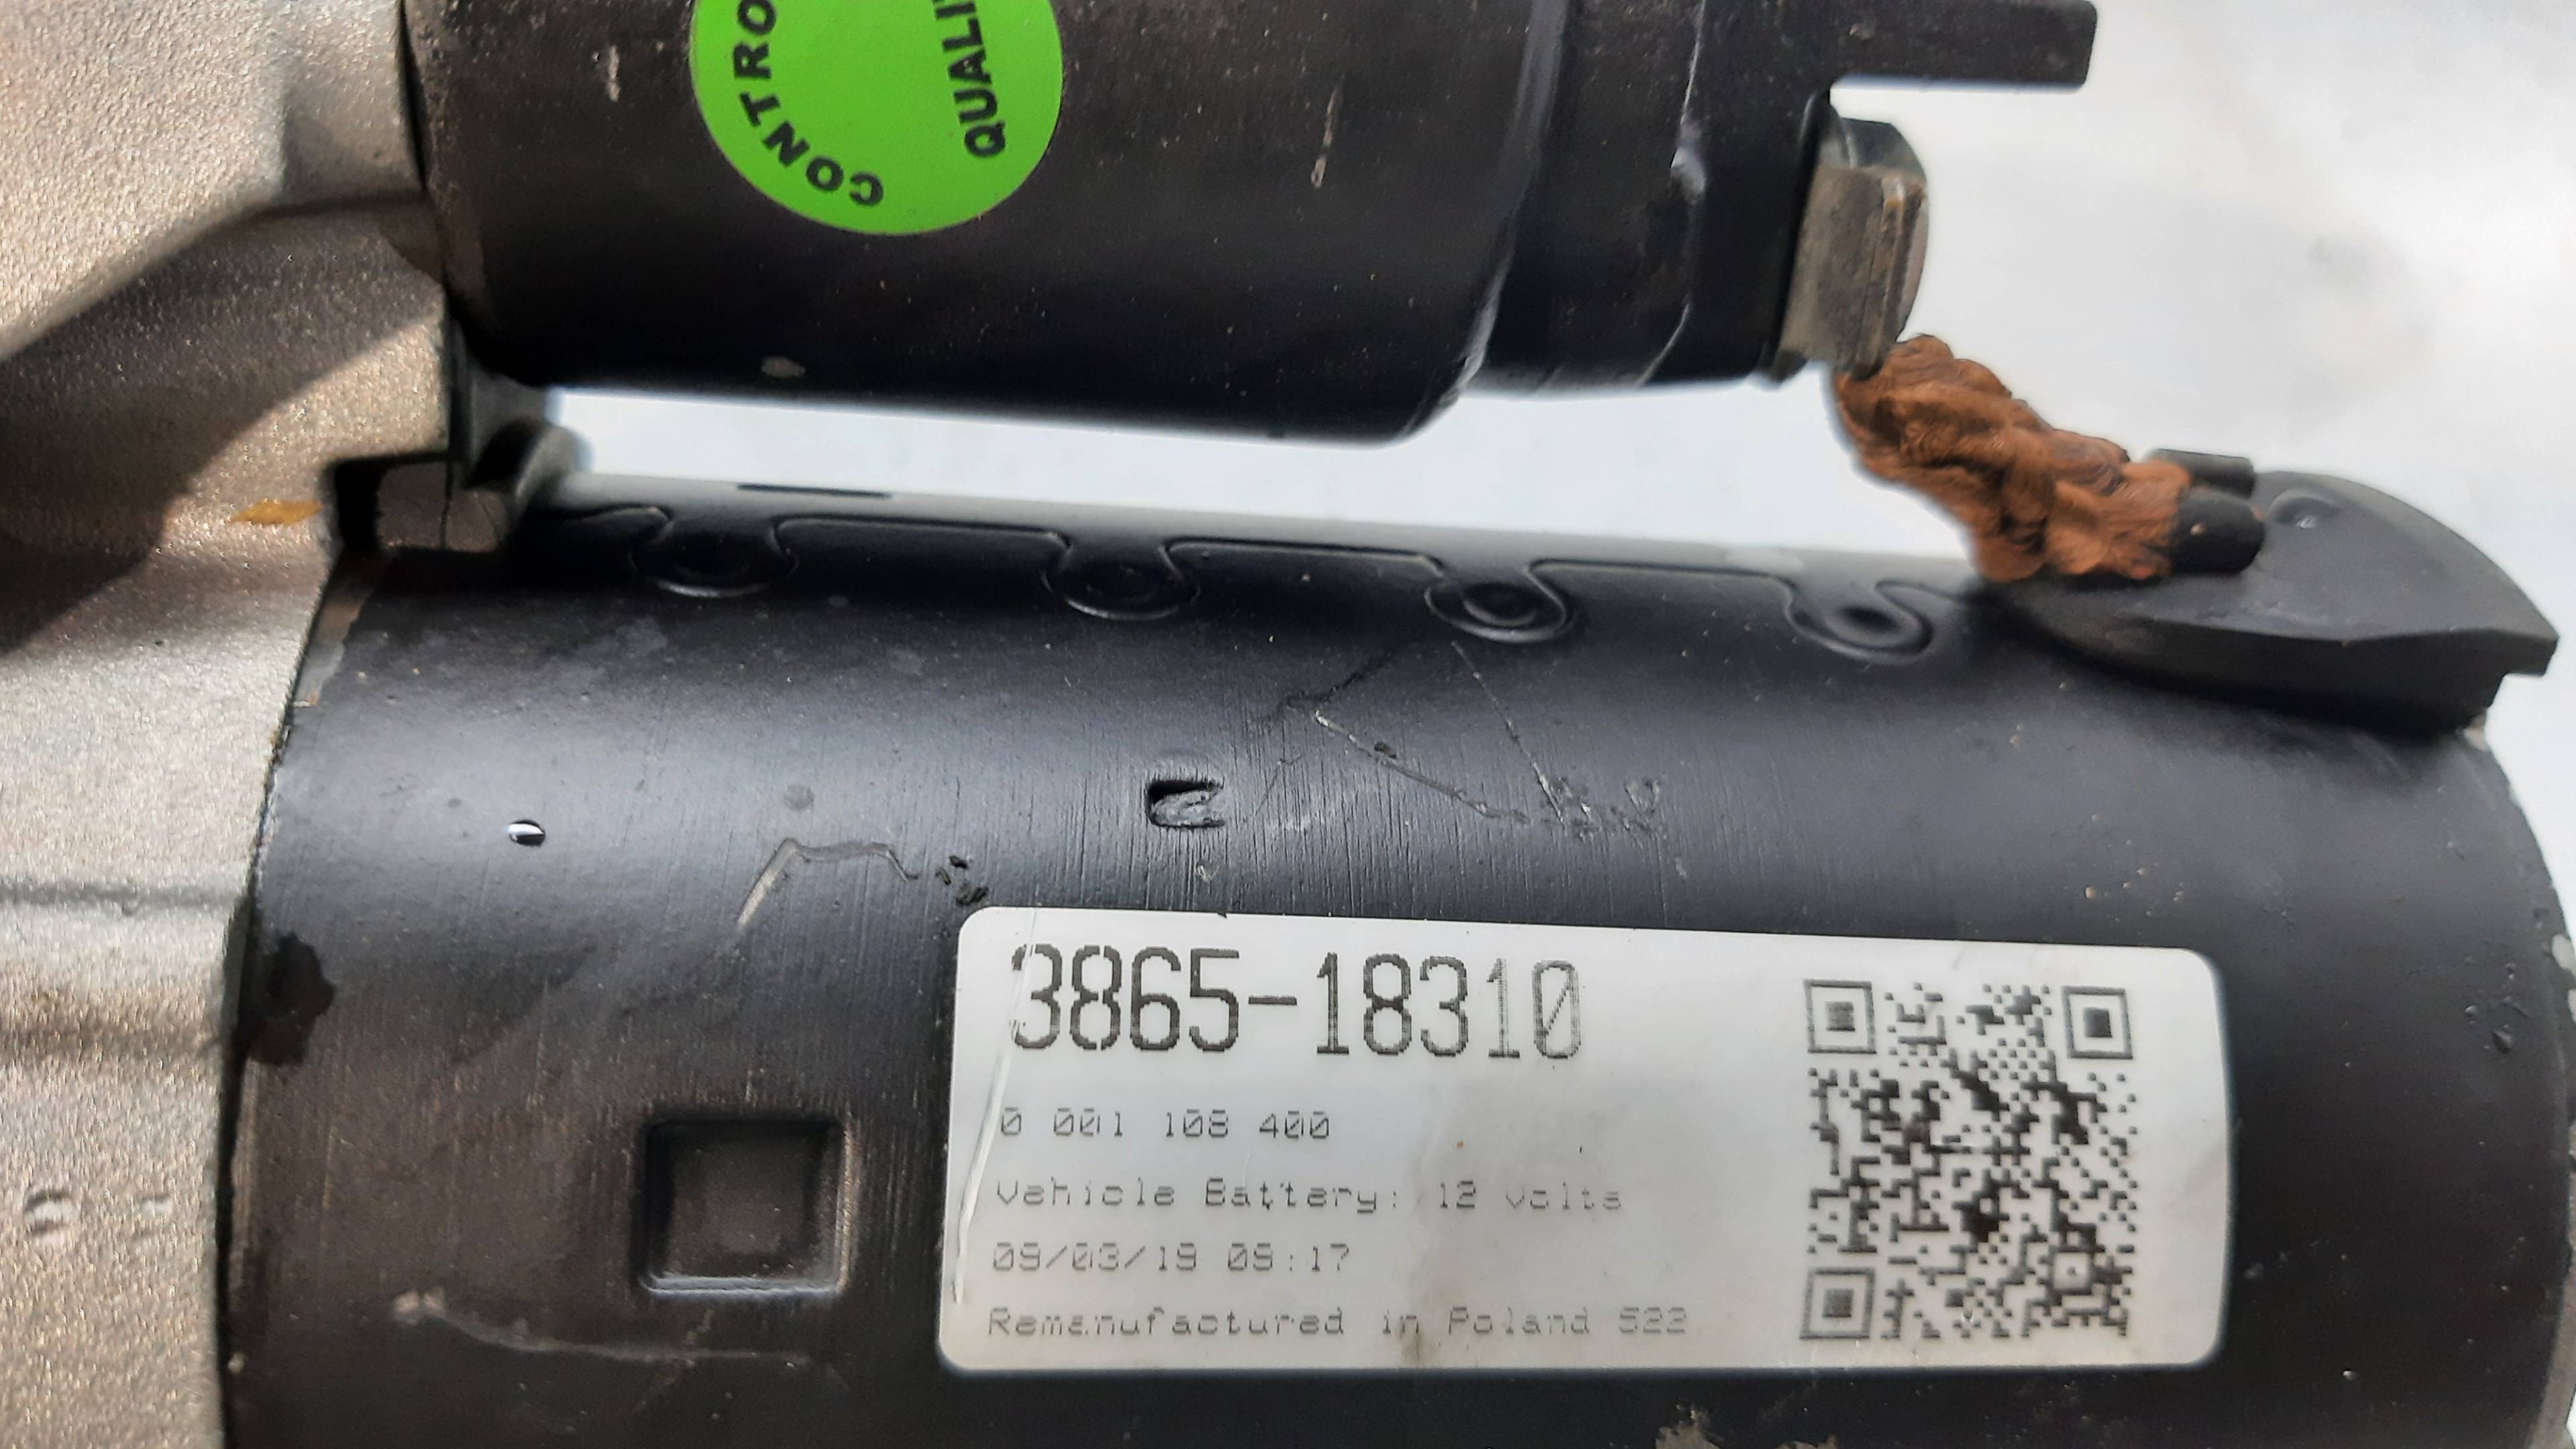 CONTRO
QUALI
3865-18310
0 001 108 400
Vehicle Battery: 12 Volts
09/03/19 09:17
Remanufactured in Poland 522